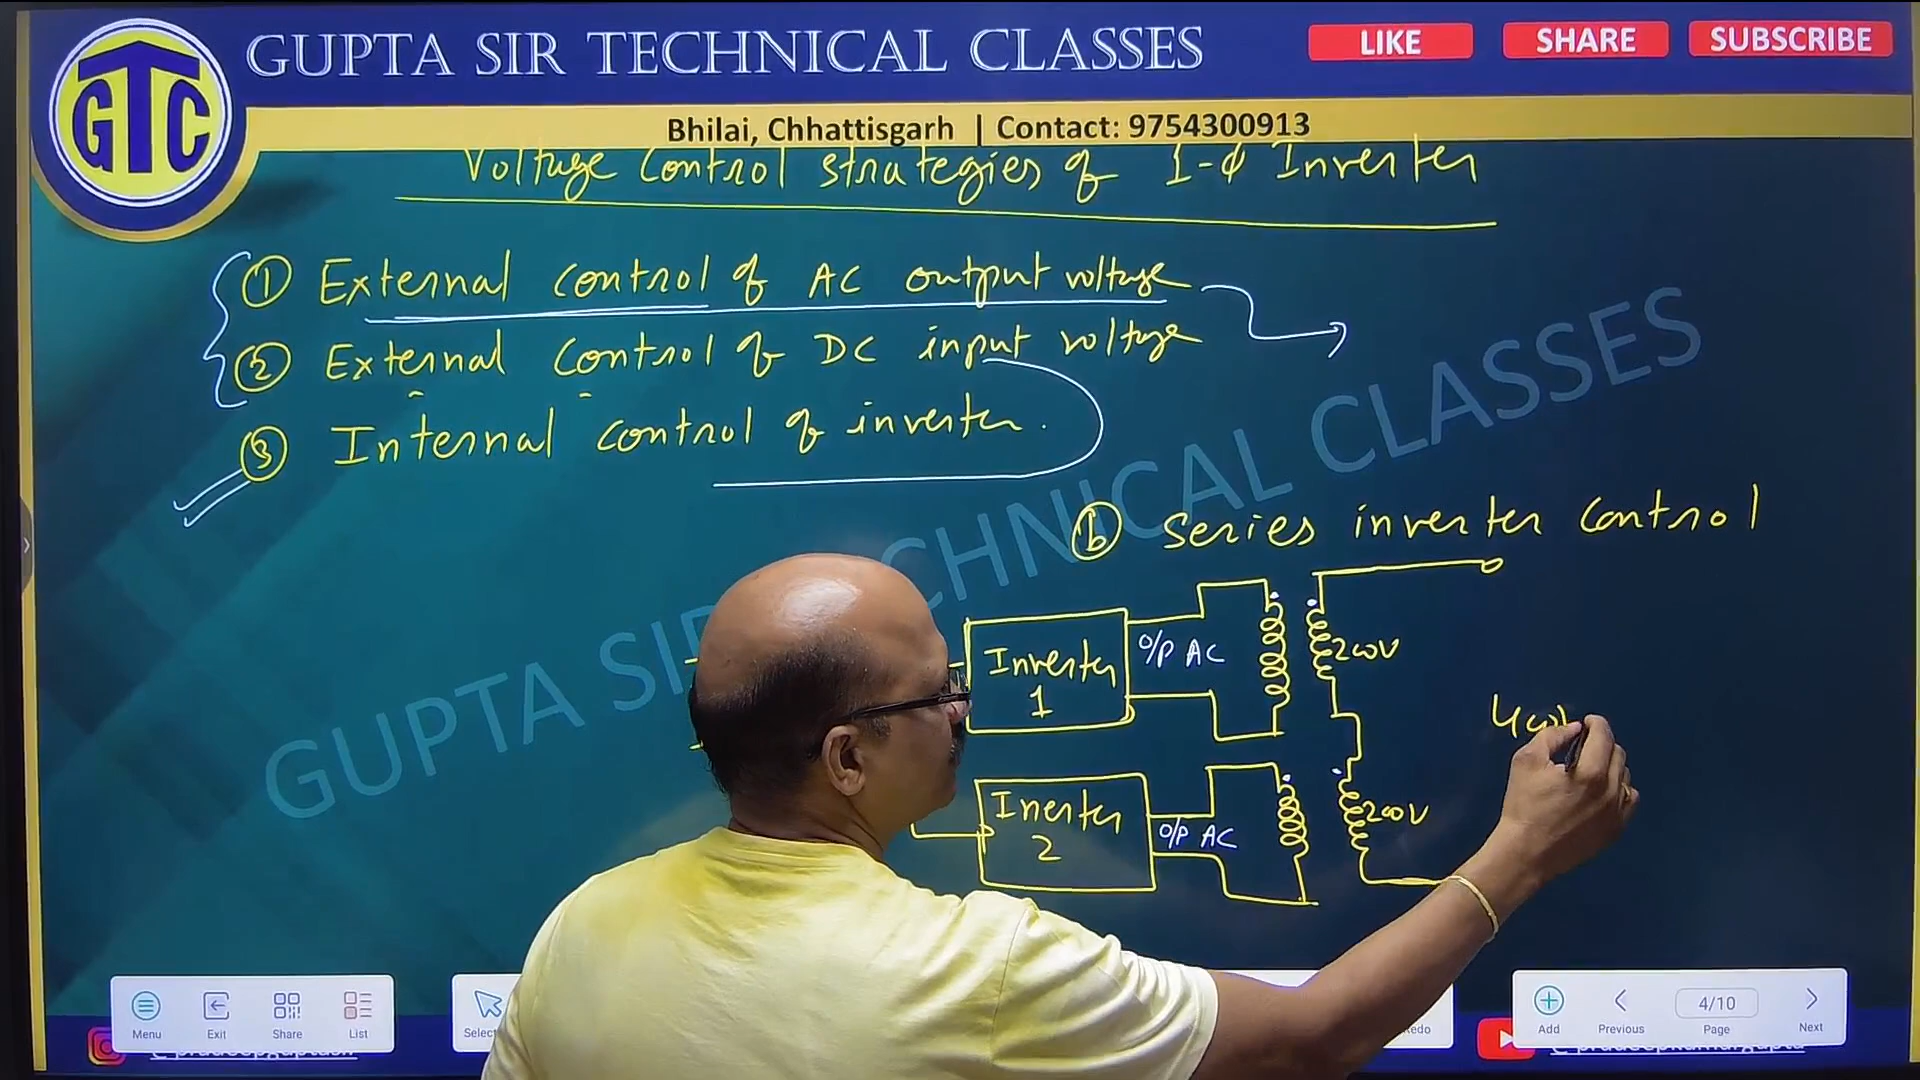 GTC
GUPTA SIR TECHNICAL CLASSES
LIKE
SHARE
SUBSCRIBE
Bhilai, Chhattisgarh | Contact: 9754300913
Voltage Control strategies of 1-ϕ Inverter
① External control of AC output voltage
② External Control of DC input voltage
③ Internal control of inverter.
ⓑ Series inverter Control
Inverter 1
O/P AC
200V
Inerter 2
O/P AC
200V
GUPTA SIR TECHNICAL CLASSES
Menu
Exit
Share
List
Select
Redo
Add
Previous
4/10
Page
Next